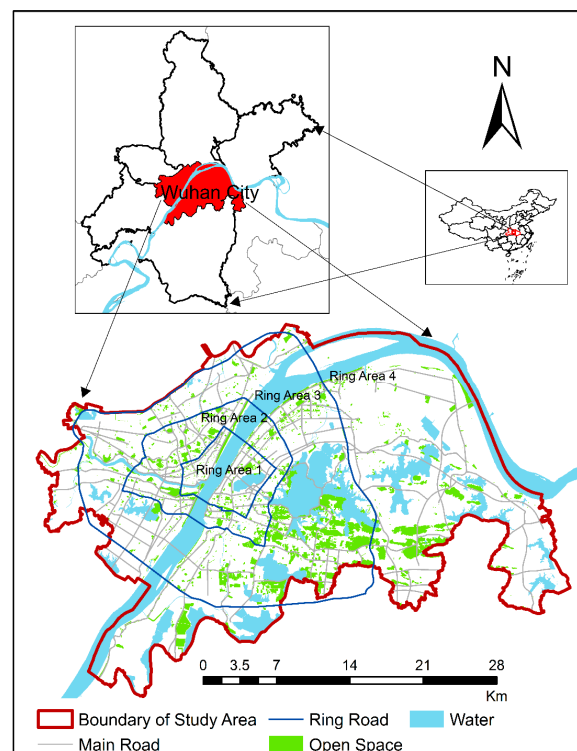 N
Wuhan City
Ring Area 4
Ring Area 3
Ring Area 2
Ring Area 1
0 3.5 7 14 21 28
Km
Boundary of Study Area Ring Road Water
Main Road Open Space